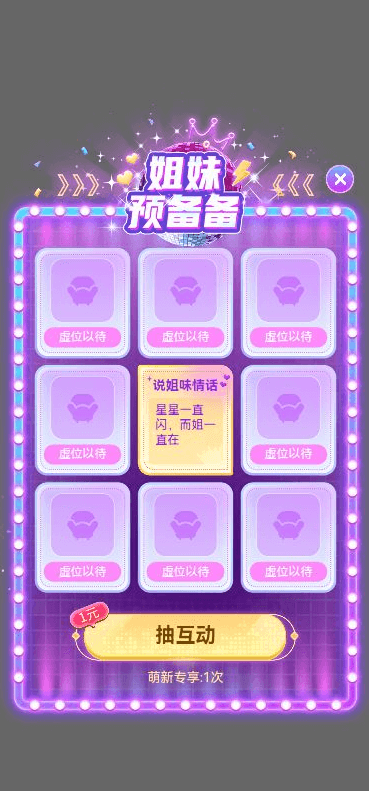 姐妹
预备备
虚位以待
虚位以待
虚位以待
虚位以待
说姐味情话
星星一直
闪，而姐一
直在
虚位以待
虚位以待
虚位以待
虚位以待
1元
抽互动
萌新专享:1次